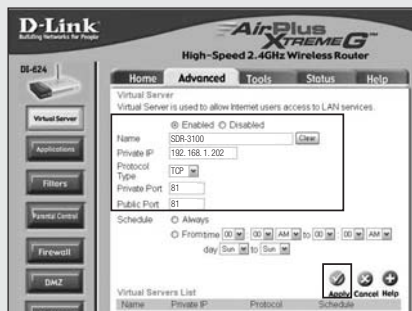 D-Link
Building Networks for People
AirPlus
XTREME G™
High-Speed 2.4GHz Wireless Router
DI-624
Home Advanced Tools Status Help
Virtual Server
Virtual Server is used to allow Internet users access to LAN services.
Virtual Server
Enabled Disabled
Name SDR-3100 Clear
Private IP 192.168.1.202
Applications
Protocol Type TCP
Filters
Private Port 81
Public Port 81
Parental Control
Schedule Always
From time 00 : 00 AM to 00 : 00 AM
day Sun to Sun
Firewall
DMZ
Apply Cancel Help
Virtual Servers List
Name Private IP Protocol Schedule